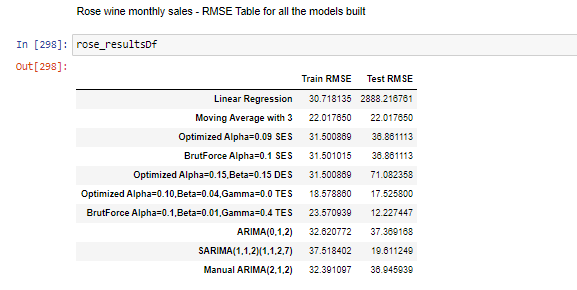 Rose wine monthly sales - RMSE Table for all the models built
In [298]: rose_resultsDf
Out[298]:
Train RMSE Test RMSE
Linear Regression 30.718135 2888.216761
Moving Average with 3 22.017650 22.017650
Optimized Alpha=0.09 SES 31.500869 36.861113
BrutForce Alpha=0.1 SES 31.501015 36.861113
Optimized Alpha=0.15,Beta=0.15 DES 31.500869 71.082358
Optimized Alpha=0.10,Beta=0.04,Gamma=0.0 TES 18.578860 17.525800
BrutForce Alpha=0.1,Beta=0.01,Gamma=0.4 TES 23.570939 12.227447
ARIMA(0,1,2) 32.620772 37.369168
SARIMA(1,1,2)(1,1,2,7) 37.518402 19.611249
Manual ARIMA(2,1,2) 32.391097 36.945939